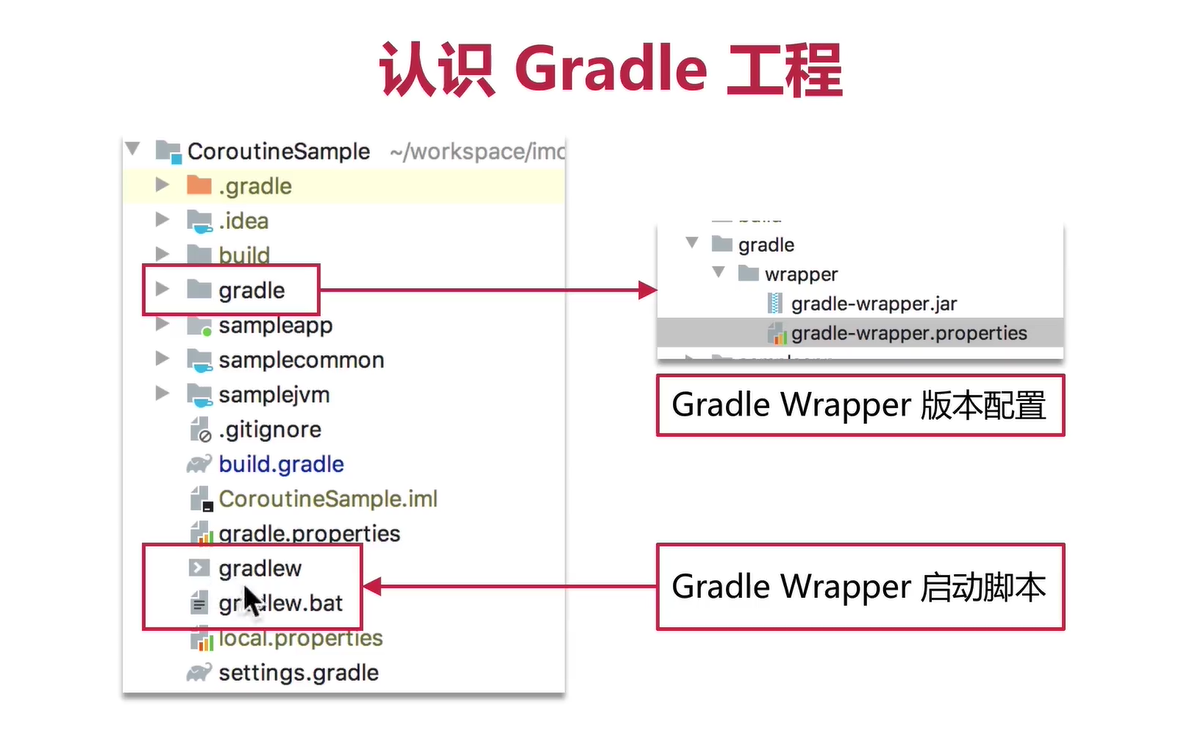 认识 Gradle 工程
CoroutineSample ~/workspace/imo
.gradle
.idea
build
gradle
sampleapp
samplecommon
samplejvm
.gitignore
build.gradle
CoroutineSample.iml
gradle.properties
gradlew
gradlew.bat
local.properties
settings.gradle
gradle
wrapper
gradle-wrapper.jar
gradle-wrapper.properties
Gradle Wrapper 版本配置
Gradle Wrapper 启动脚本